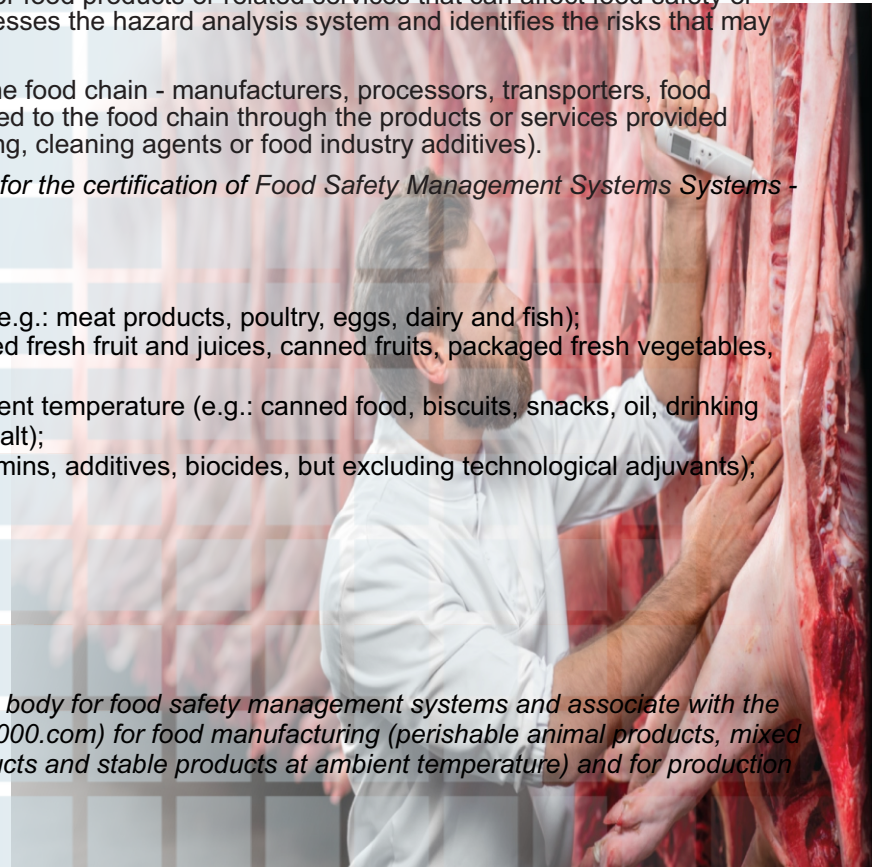 or food products or related services that can affect food safety or
esses the hazard analysis system and identifies the risks that may
he food chain - manufacturers, processors, transporters, food
ed to the food chain through the products or services provided
ng, cleaning agents or food industry additives).
for the certification of Food Safety Management Systems Systems -
e.g.: meat products, poultry, eggs, dairy and fish);
ed fresh fruit and juices, canned fruits, packaged fresh vegetables,
ent temperature (e.g.: canned food, biscuits, snacks, oil, drinking
alt);
mins, additives, biocides, but excluding technological adjuvants);
body for food safety management systems and associate with the
000.com) for food manufacturing (perishable animal products, mixed
ucts and stable products at ambient temperature) and for production